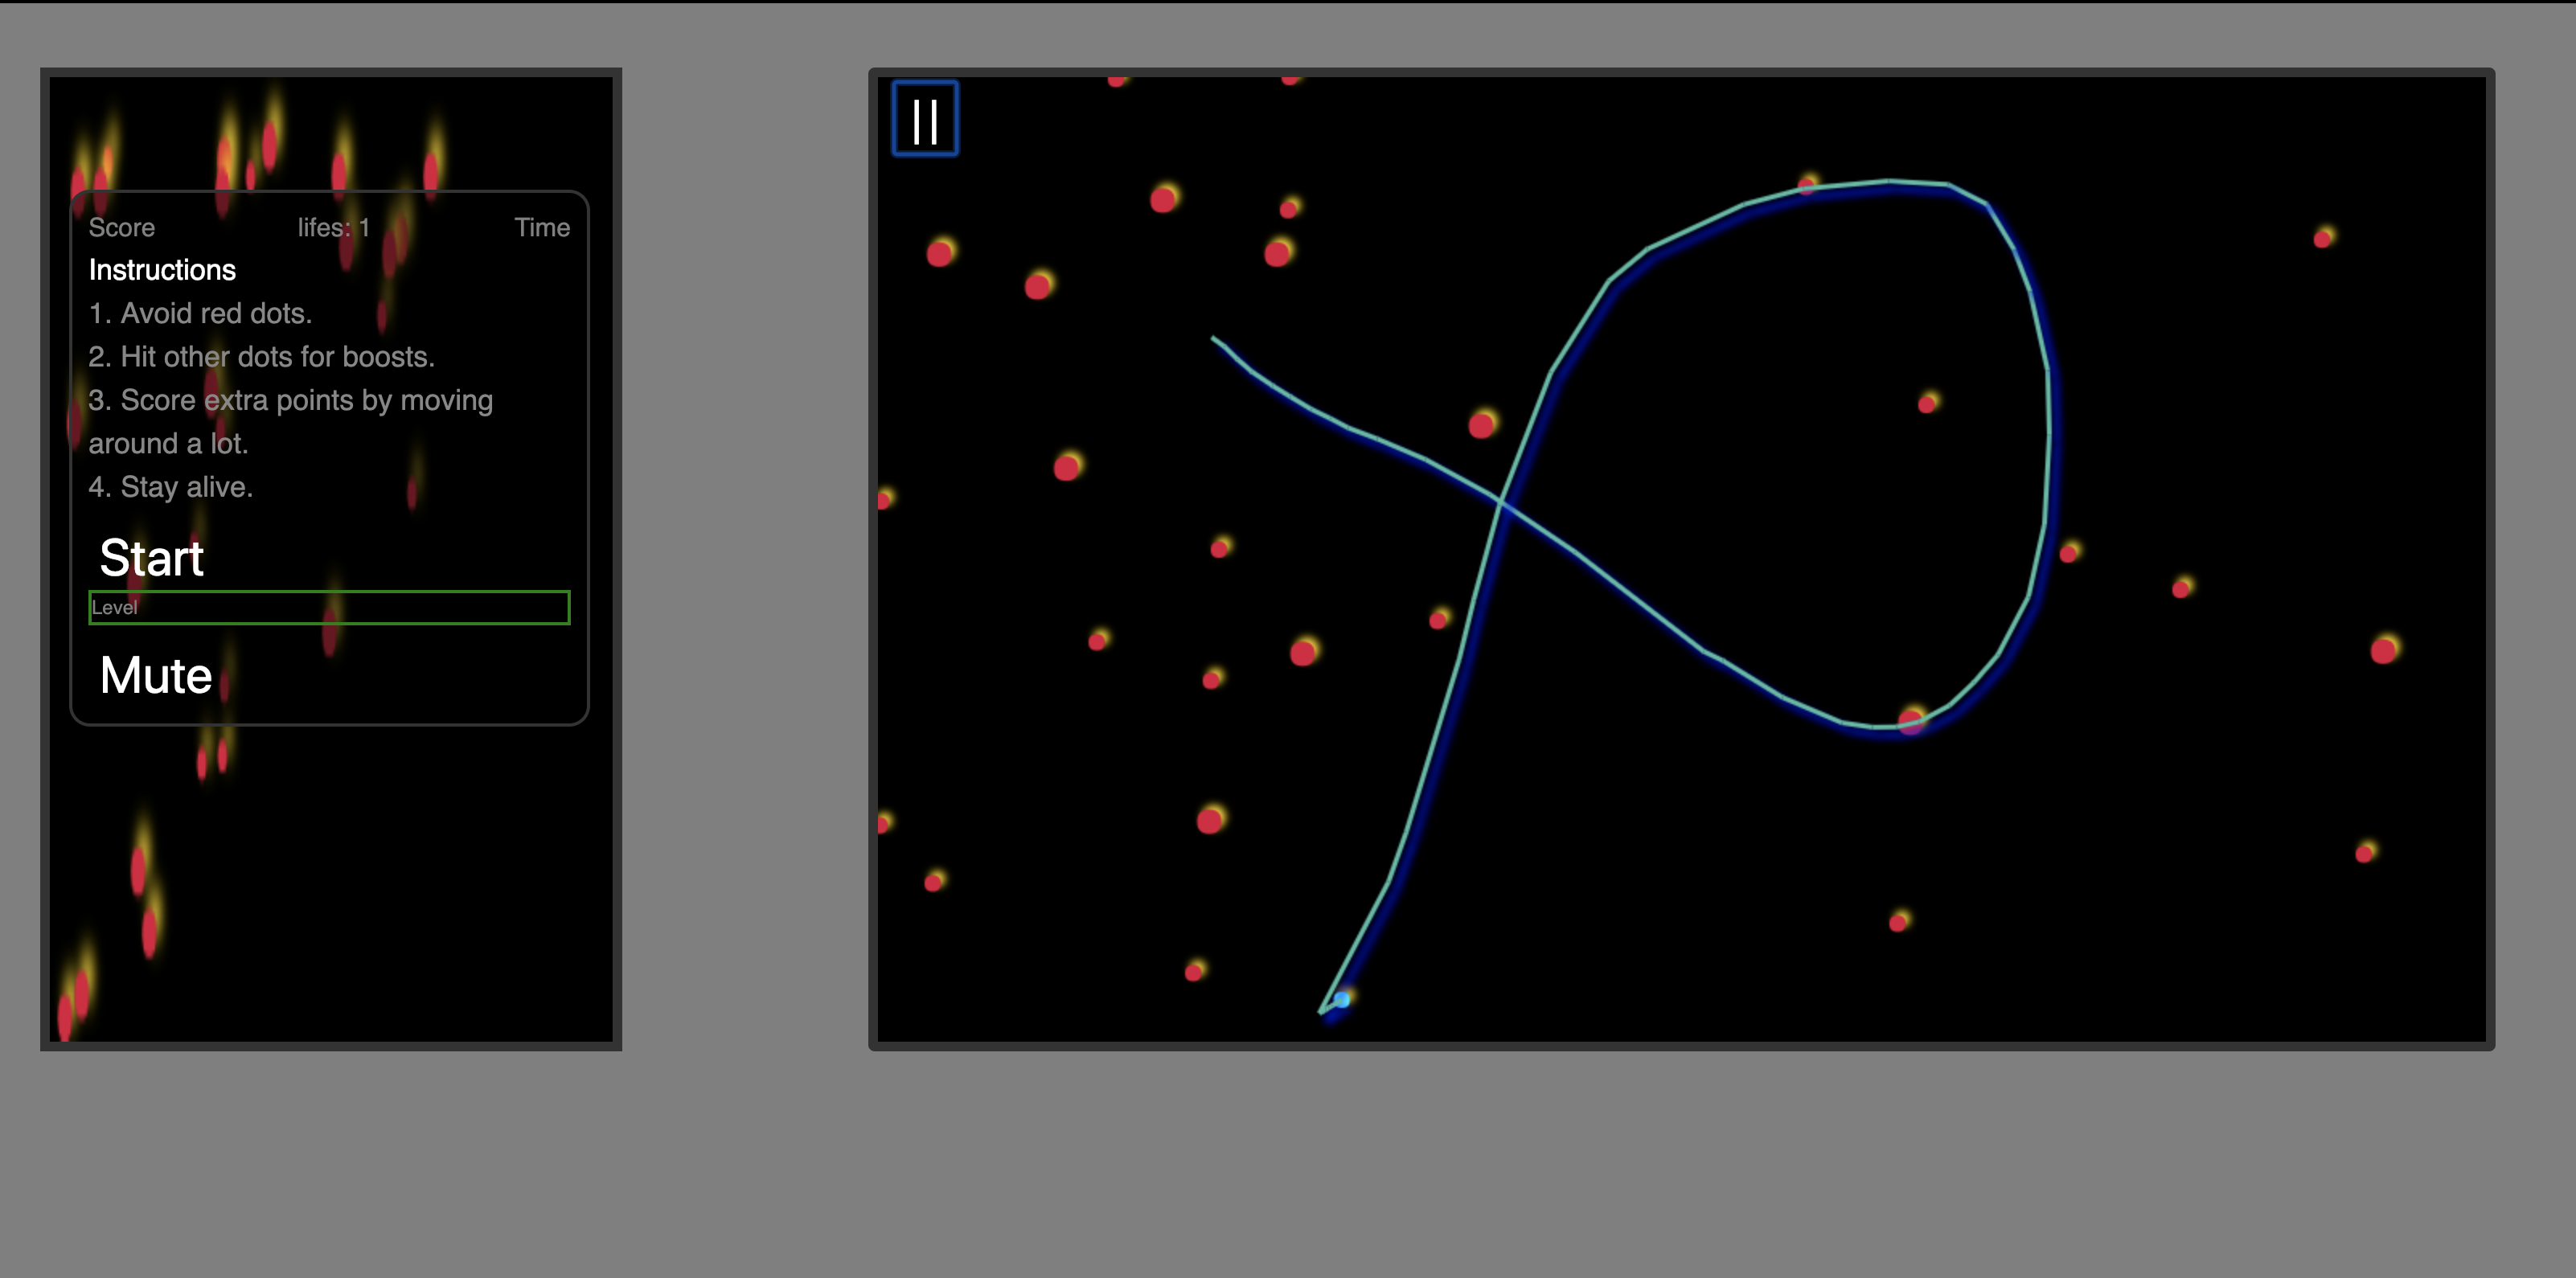 Score lifes: 1 Time
Instructions
1. Avoid red dots.
2. Hit other dots for boosts.
3. Score extra points by moving
around a lot.
4. Stay alive.
Start
Level
Mute